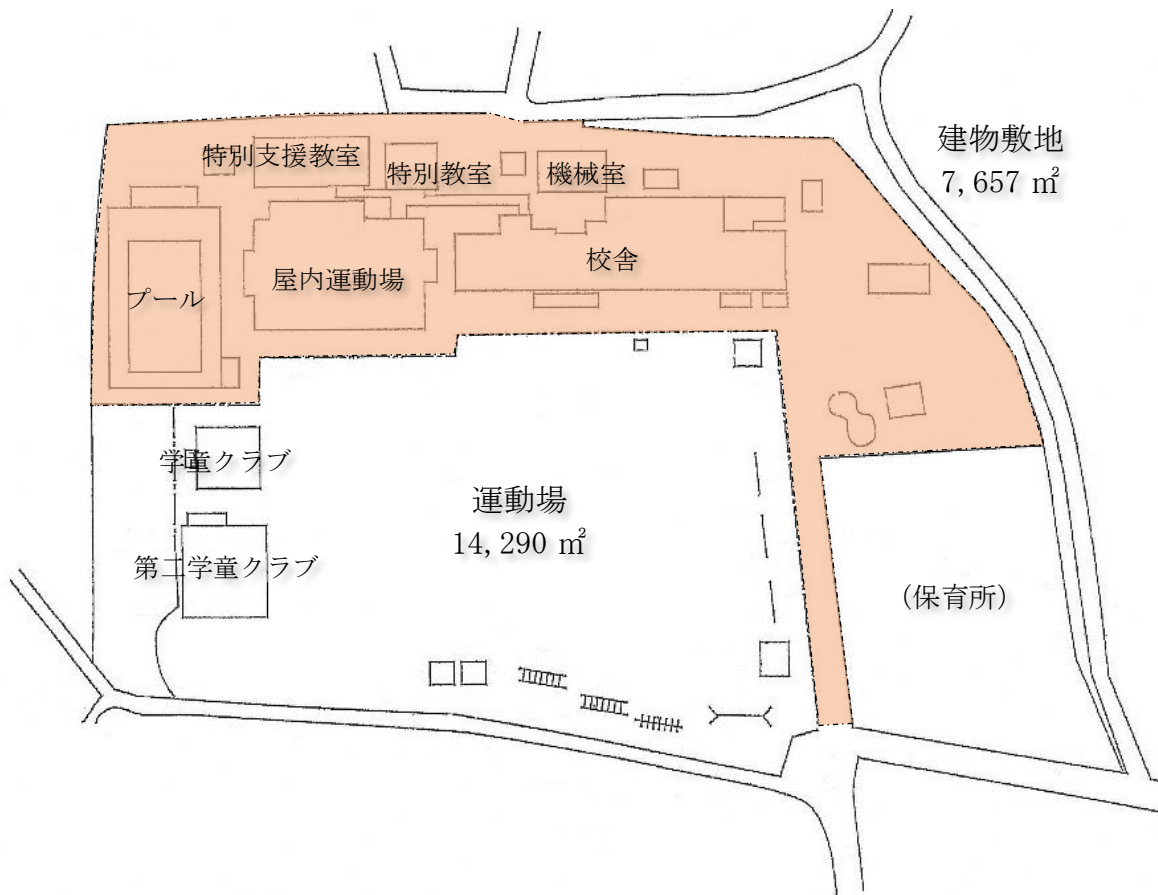 建物敷地
7,657 ㎡
特別支援教室
特別教室
機械室
校舎
屋内運動場
プール
学童クラブ
運動場
14,290 ㎡
第二学童クラブ
(保育所)